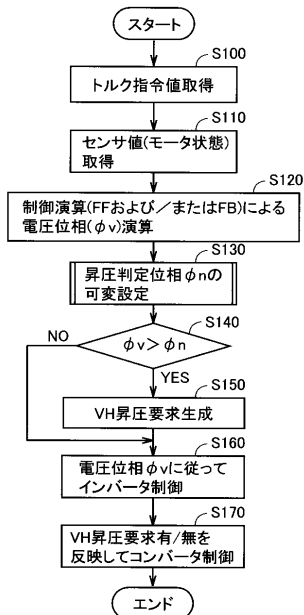 スタート
S100
トルク指令値取得
S110
センサ値(モータ状態)
取得
S120
制御演算(FFおよび/またはFB)による
電圧位相(φv)演算
S130
昇圧判定位相φnの
可変設定
S140
NO
φv>φn
YES
S150
VH昇圧要求生成
S160
電圧位相φvに従って
インバータ制御
S170
VH昇圧要求有/無を
反映してコンバータ制御
エンド